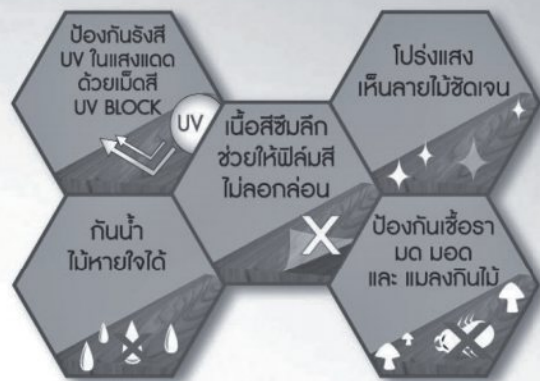 ป้องกันรังสี
UV ในแสงแดด
ด้วยเม็ดสี
UV BLOCK
UV
โปร่งแสง
เห็นลายไม้ชัดเจน
เนื้อสีซึมลึก
ช่วยให้ฟิล์มสี
ไม่ลอกล่อน
X
กันน้ำ
ไม้หายใจได้
ป้องกันเชื้อรา
มด มอด
และ แมลงกินไม้